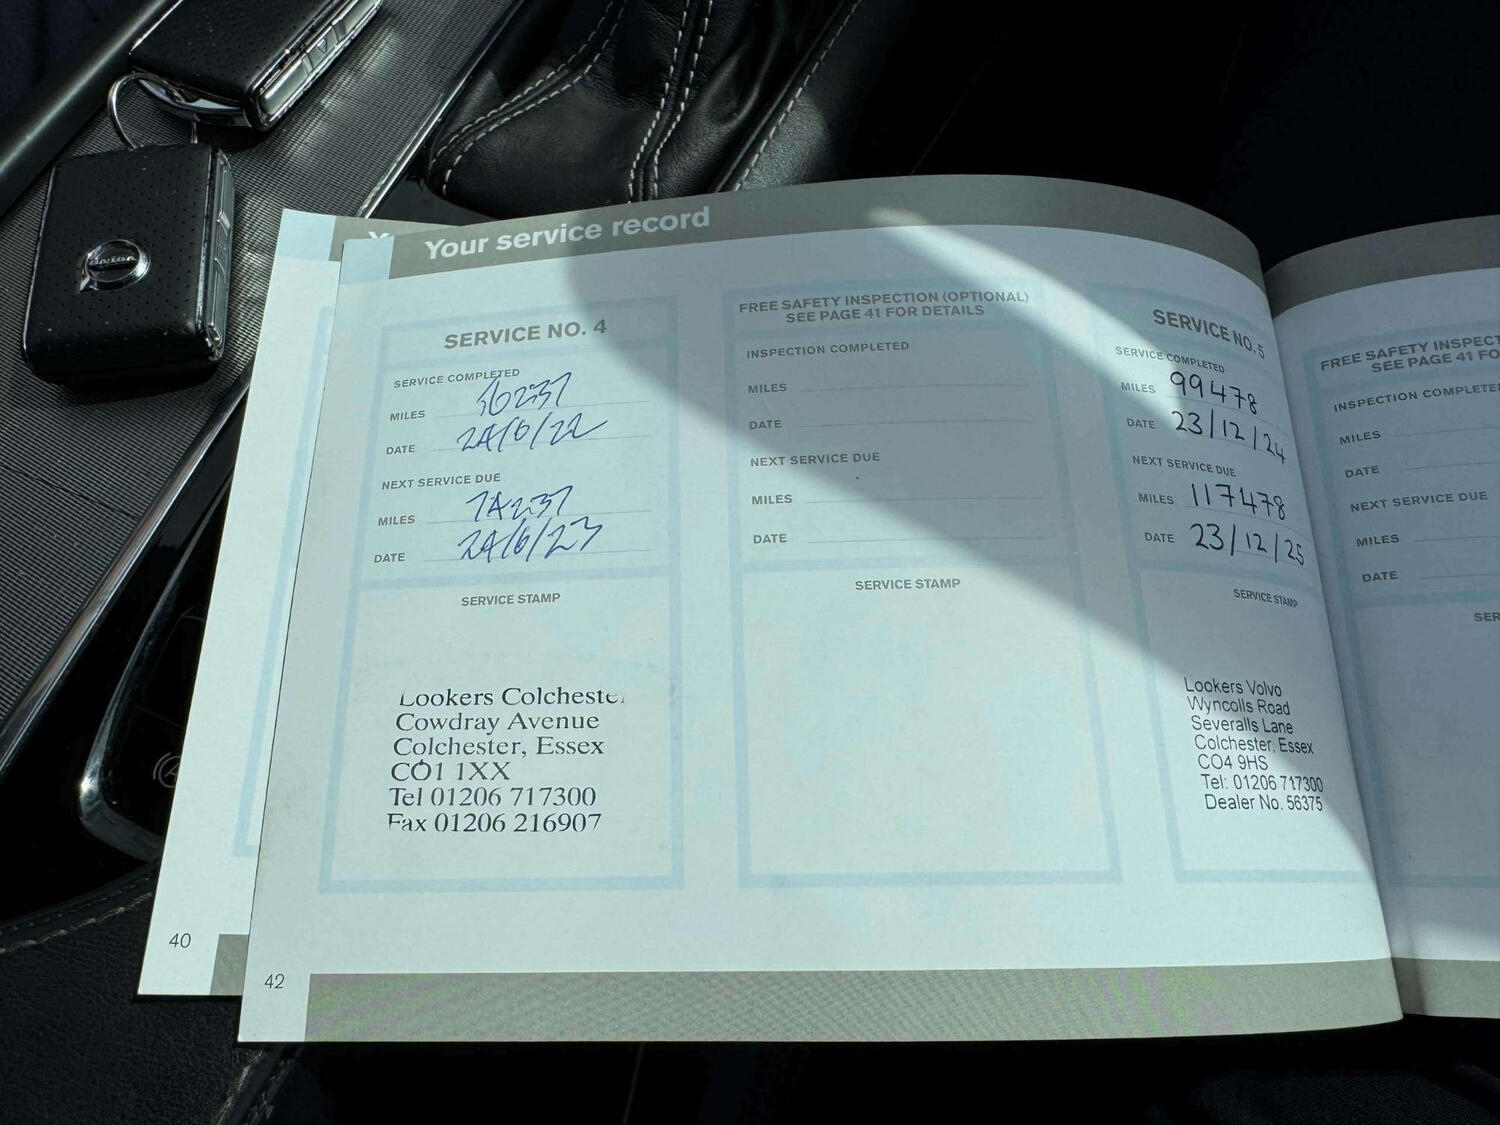 Your service record
SERVICE NO. 4
SERVICE COMPLETED
MILES 56237
DATE 24/6/22
NEXT SERVICE DUE
MILES 74237
DATE 24/6/23
SERVICE STAMP
Lookers Colchester
Cowdray Avenue
Colchester, Essex
CO1 1XX
Tel 01206 717300
Fax 01206 216907
FREE SAFETY INSPECTION (OPTIONAL)
SEE PAGE 41 FOR DETAILS
INSPECTION COMPLETED
MILES
DATE
NEXT SERVICE DUE
MILES
DATE
SERVICE STAMP
SERVICE NO. 5
SERVICE COMPLETED
MILES 99478
DATE 23/12/24
NEXT SERVICE DUE
MILES 117478
DATE 23/12/25
SERVICE STAMP
Lookers Volvo
Wyncolls Road
Severalls Lane
Colchester, Essex
CO4 9HS
Tel: 01206 717300
Dealer No. 56375
FREE SAFETY INSPECT
SEE PAGE 41 FO
INSPECTION COMPLETE
MILES
DATE
NEXT SERVICE DUE
MILES
DATE
SER
40
42